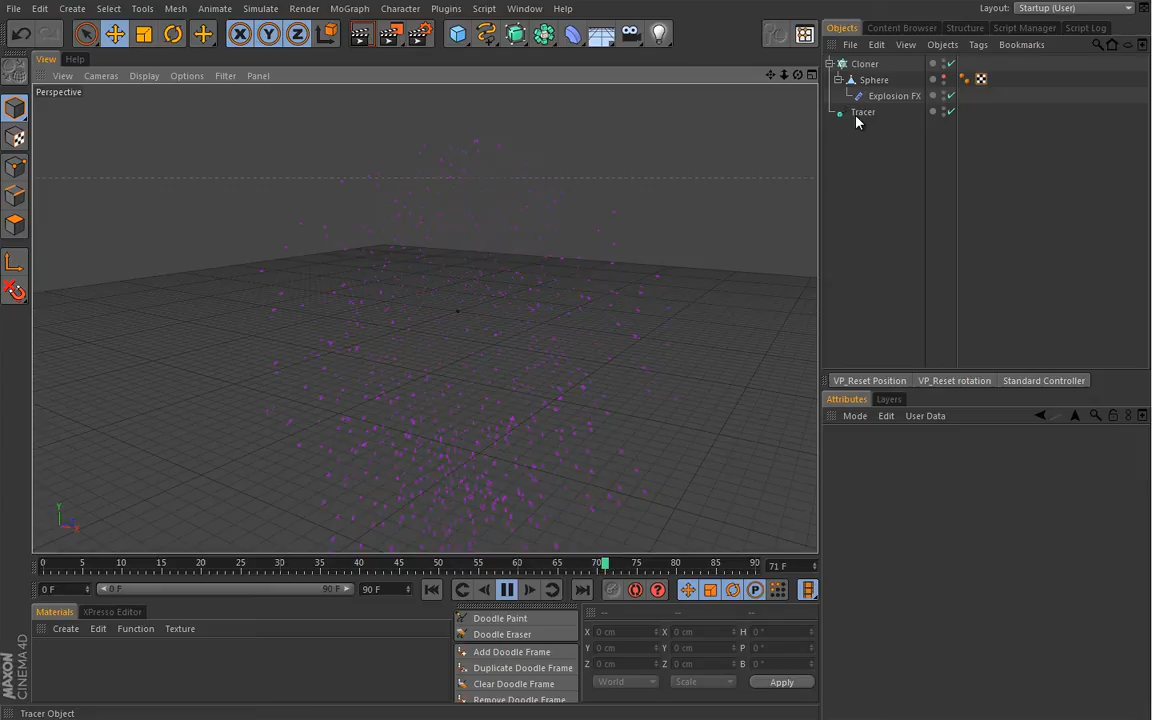 File Edit Create Select Tools Mesh Animate Simulate Render MoGraph Character Plugins Script Window Help Layout: Startup (User)
X Y Z
View Help
View Cameras Display Options Filter Panel
Perspective
Y
X
0 5 10 15 20 25 30 35 40 45 50 55 60 65 70 75 80 85 90 71 F
0 F 0 F 90 F 90 F
P
Materials XPresso Editor
Create Edit Function Texture
Doodle Paint
Doodle Eraser
Add Doodle Frame
Duplicate Doodle Frame
Clear Doodle Frame
Remove Doodle Frame
-- -- --
X 0 cm X 0 cm H 0 °
Y 0 cm Y 0 cm P 0 °
Z 0 cm Z 0 cm B 0 °
World Scale Apply
MAXON
CINEMA 4D
Tracer Object
Objects Content Browser Structure Script Manager Script Log
File Edit View Objects Tags Bookmarks
Cloner
Sphere
Explosion FX
Tracer
VP_Reset Position VP_Reset rotation Standard Controller
Attributes Layers
Mode Edit User Data